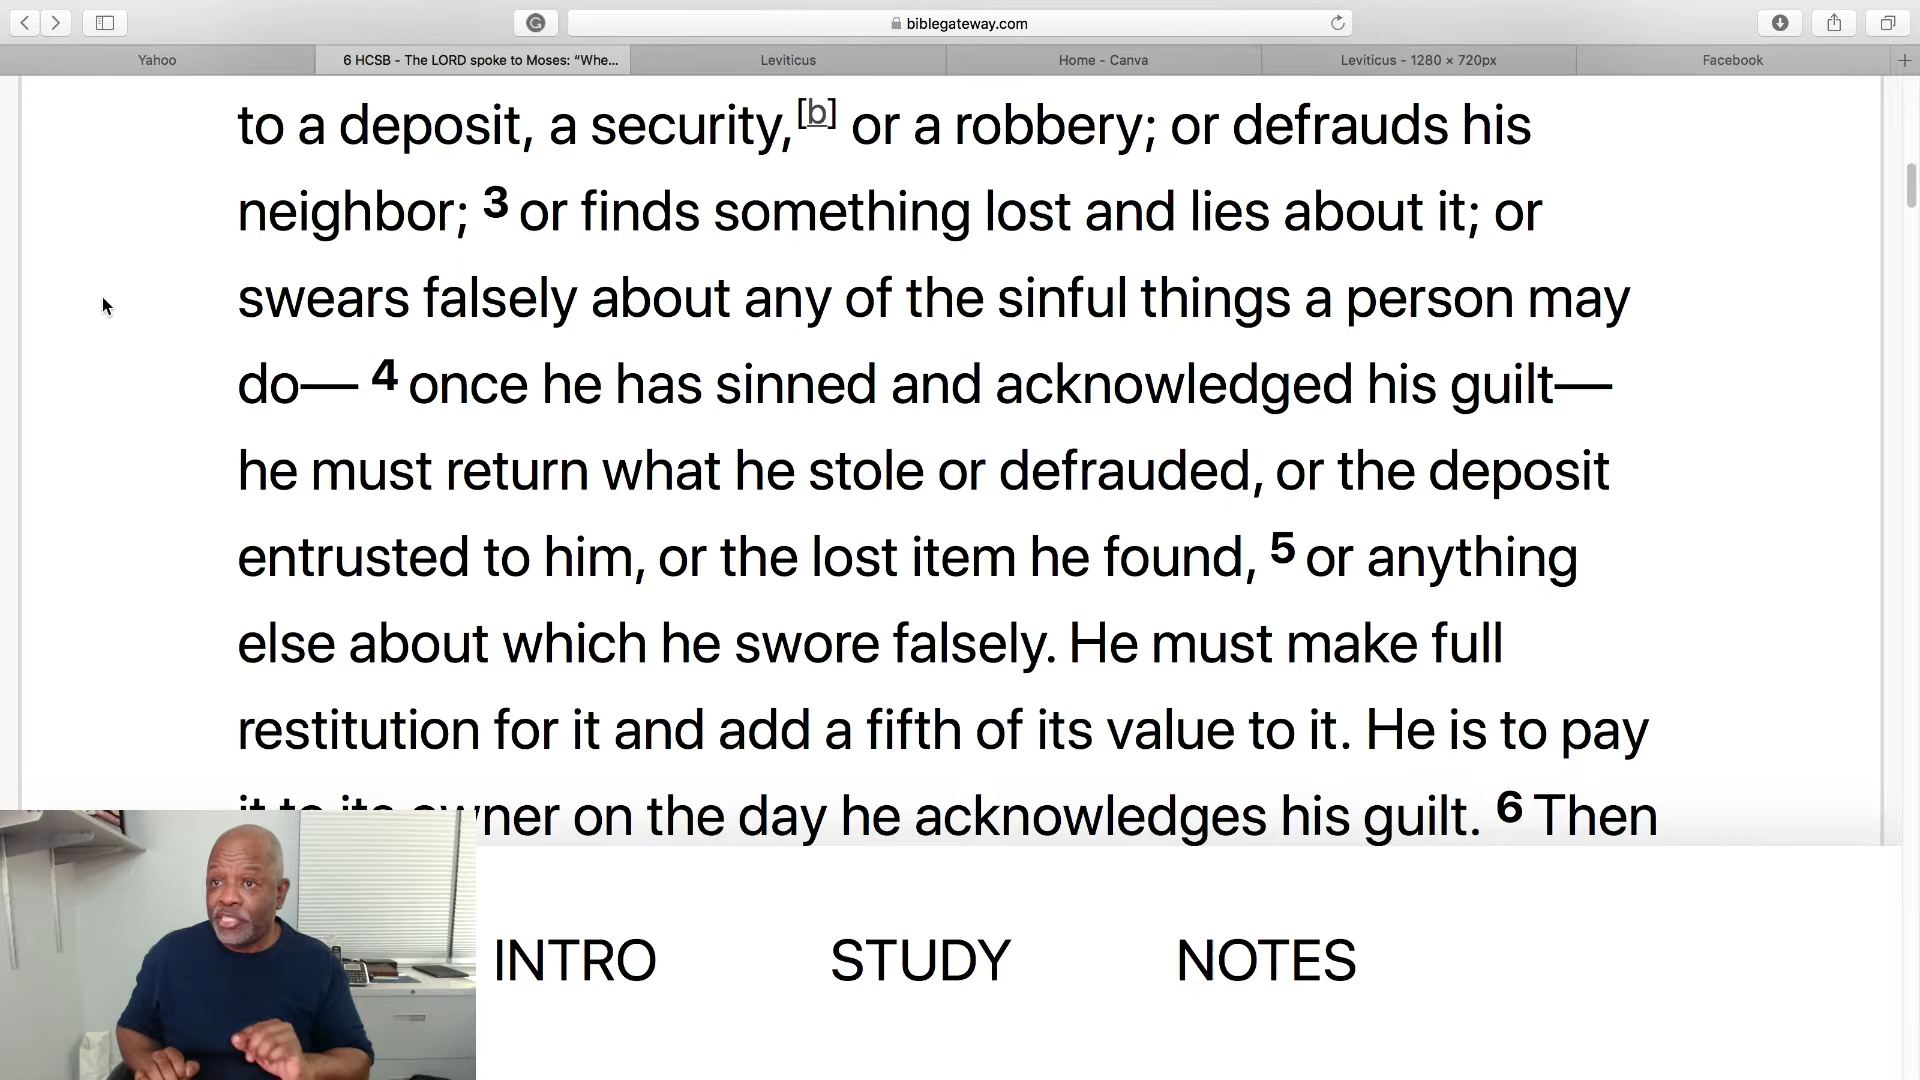 biblegateway.com
Yahoo
6 HCSB - The LORD spoke to Moses: “Whe...
Leviticus
Home - Canva
Leviticus - 1280 × 720px
Facebook
to a deposit, a security,[b] or a robbery; or defrauds his
neighbor; 3 or finds something lost and lies about it; or
swears falsely about any of the sinful things a person may
do— 4 once he has sinned and acknowledged his guilt—
he must return what he stole or defrauded, or the deposit
entrusted to him, or the lost item he found, 5 or anything
else about which he swore falsely. He must make full
restitution for it and add a fifth of its value to it. He is to pay
it to its owner on the day he acknowledges his guilt. 6 Then
INTRO
STUDY
NOTES